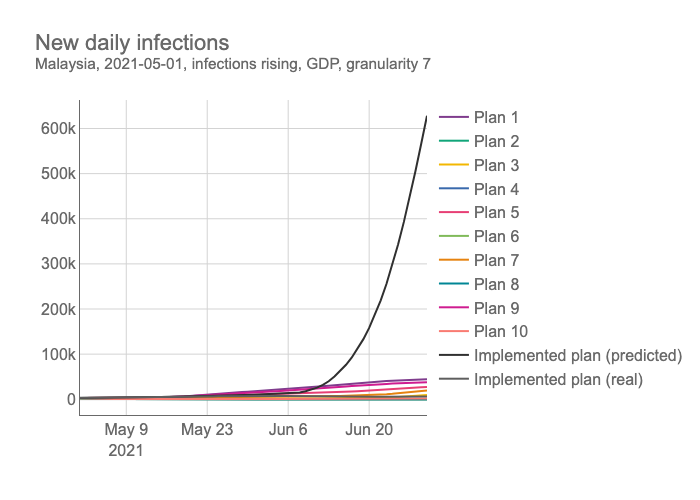 New daily infections
Malaysia, 2021-05-01, infections rising, GDP, granularity 7
600k
500k
400k
300k
200k
100k
0
May 9
2021
May 23
Jun 6
Jun 20
Plan 1
Plan 2
Plan 3
Plan 4
Plan 5
Plan 6
Plan 7
Plan 8
Plan 9
Plan 10
Implemented plan (predicted)
Implemented plan (real)